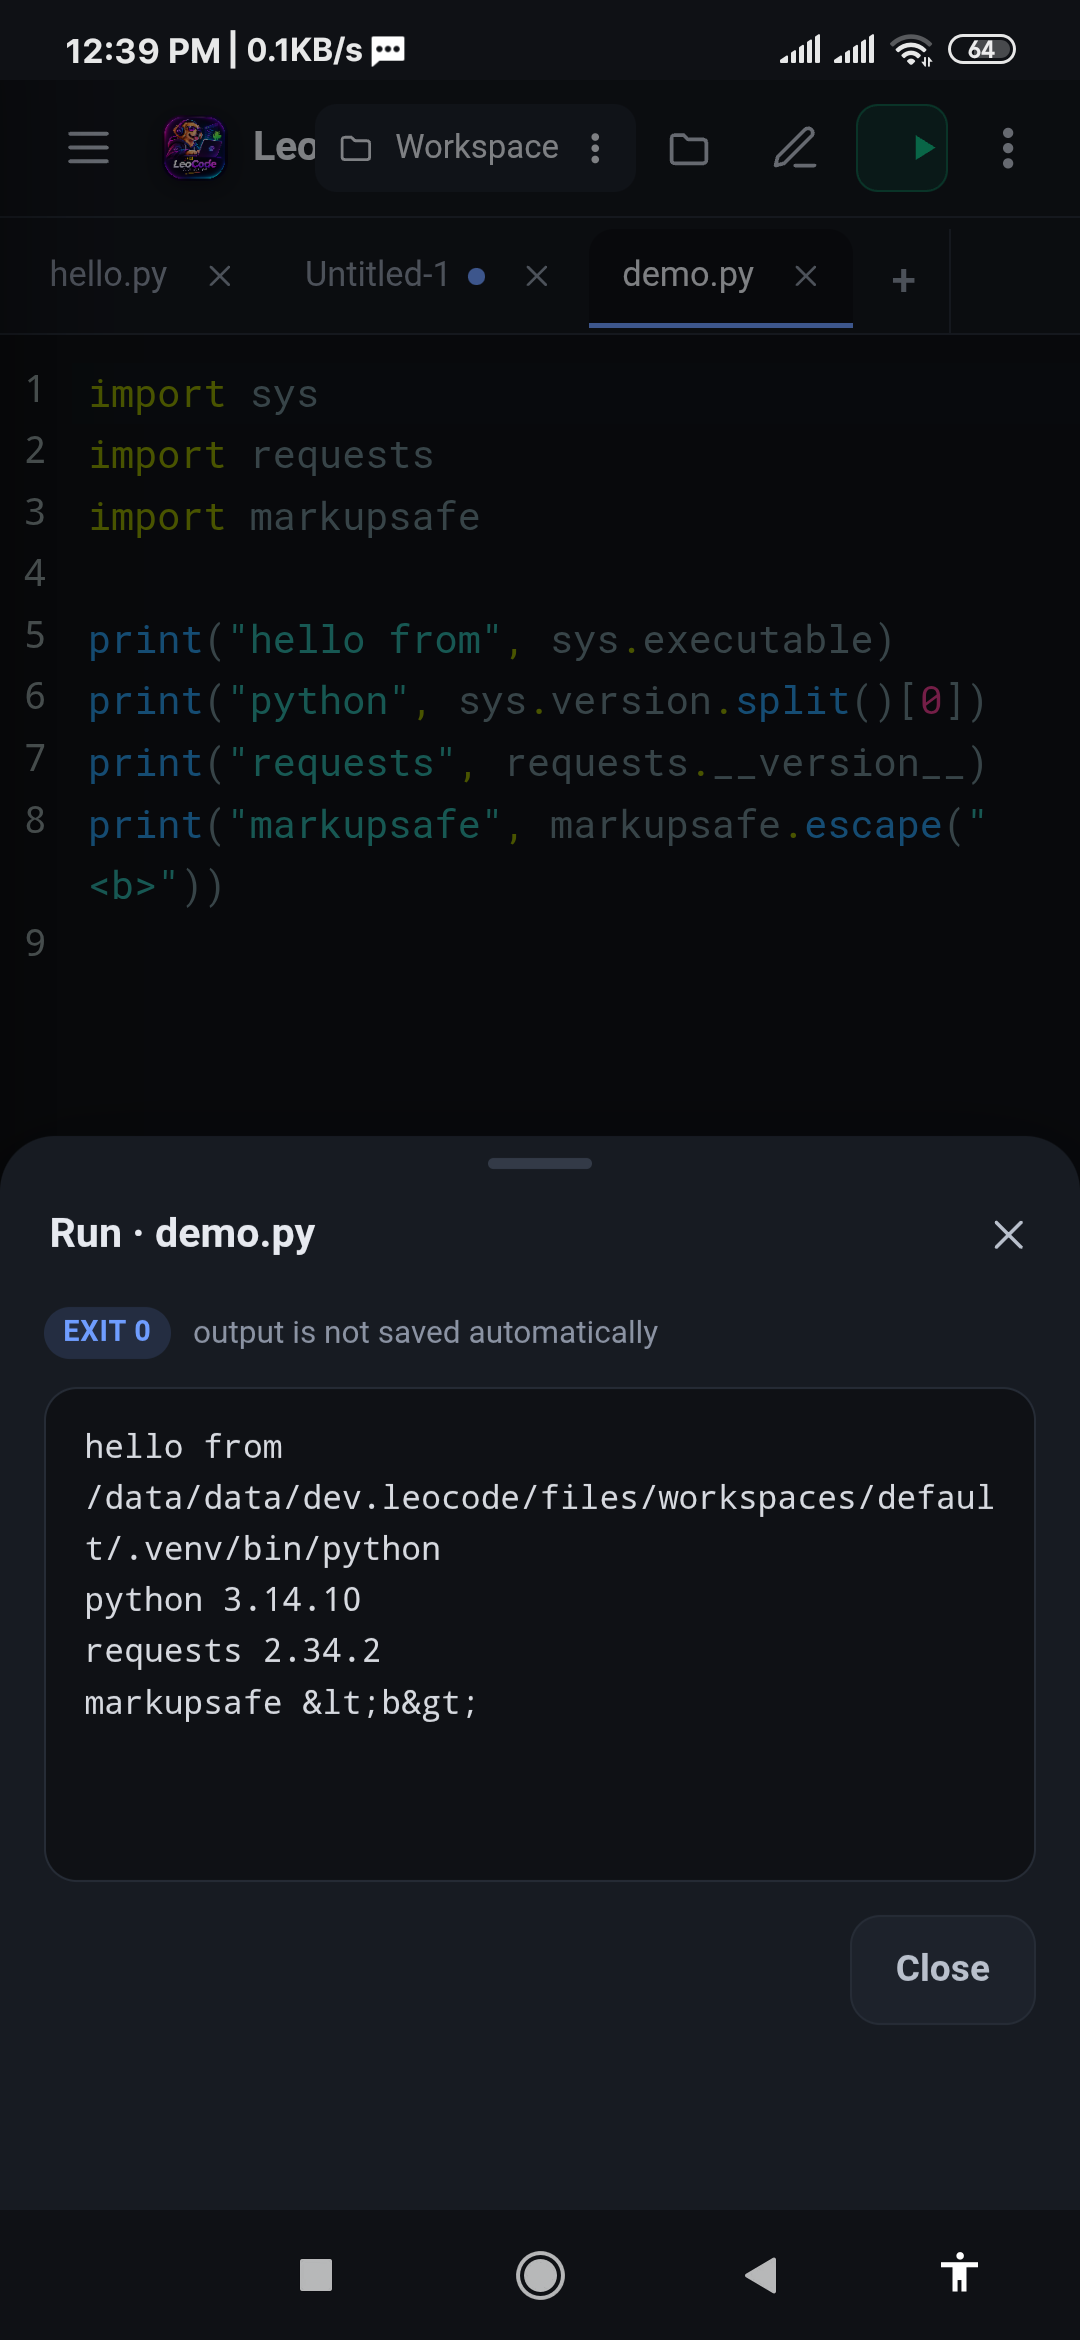 12:39 PM | 0.1KB/s
64
LeoCode
Leo
Workspace
hello.py
Untitled-1
demo.py
+
1 import sys
2 import requests
3 import markupsafe
4
5 print("hello from", sys.executable)
6 print("python", sys.version.split()[0])
7 print("requests", requests.__version__)
8 print("markupsafe", markupsafe.escape("
<b>"))
9
Run · demo.py
EXIT 0 output is not saved automatically
hello from
/data/data/dev.leocode/files/workspaces/defaul
t/.venv/bin/python
python 3.14.10
requests 2.34.2
markupsafe &lt;b&gt;
Close